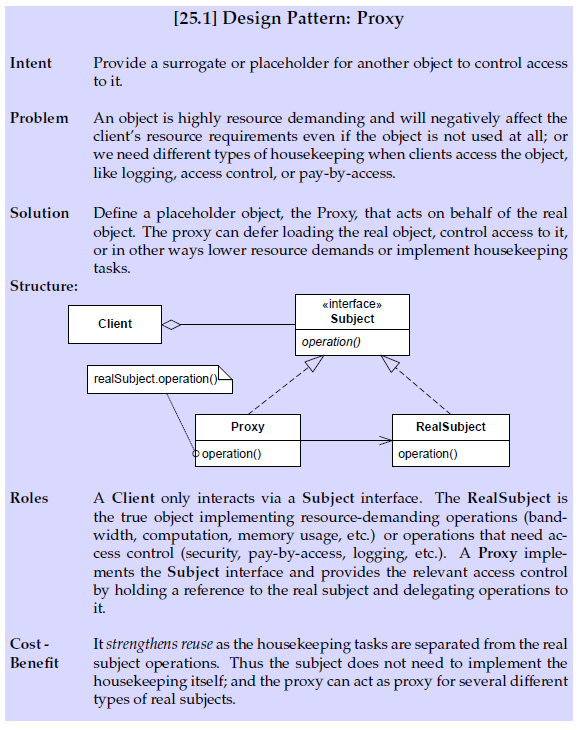 [25.1] Design Pattern: Proxy
Intent Provide a surrogate or placeholder for another object to control access
to it.
Problem An object is highly resource demanding and will negatively affect the
client's resource requirements even if the object is not used at all; or
we need different types of housekeeping when clients access the object,
like logging, access control, or pay-by-access.
Solution Define a placeholder object, the Proxy, that acts on behalf of the real
object. The proxy can defer loading the real object, control access to it,
or in other ways lower resource demands or implement housekeeping
tasks.
Structure:
«interface»
Client Subject
operation()
realSubject.operation()
Proxy RealSubject
operation() operation()
Roles A Client only interacts via a Subject interface. The RealSubject is
the true object implementing resource-demanding operations (band-
width, computation, memory usage, etc.) or operations that need ac-
cess control (security, pay-by-access, logging, etc.). A Proxy imple-
ments the Subject interface and provides the relevant access control
by holding a reference to the real subject and delegating operations to
it.
Cost - It strengthens reuse as the housekeeping tasks are separated from the real
Benefit subject operations. Thus the subject does not need to implement the
housekeeping itself; and the proxy can act as proxy for several different
types of real subjects.